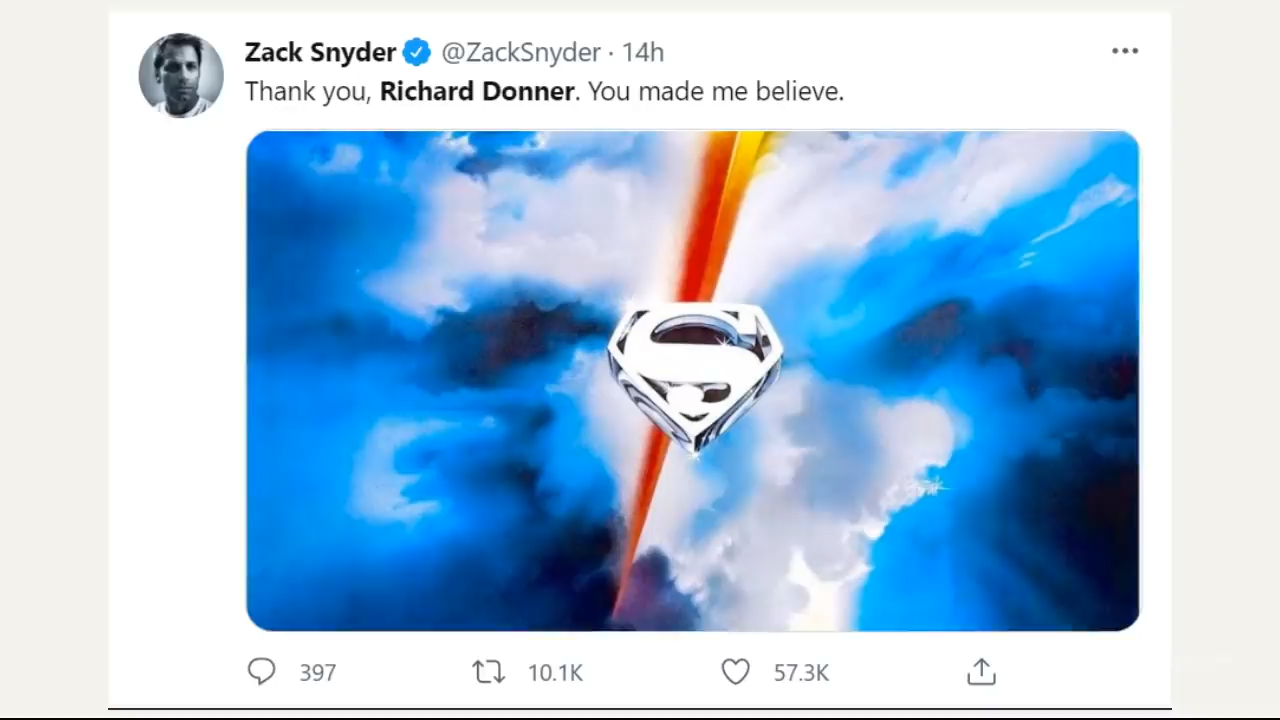 Zack Snyder @ZackSnyder · 14h
Thank you, Richard Donner. You made me believe.
S
397 10.1K 57.3K